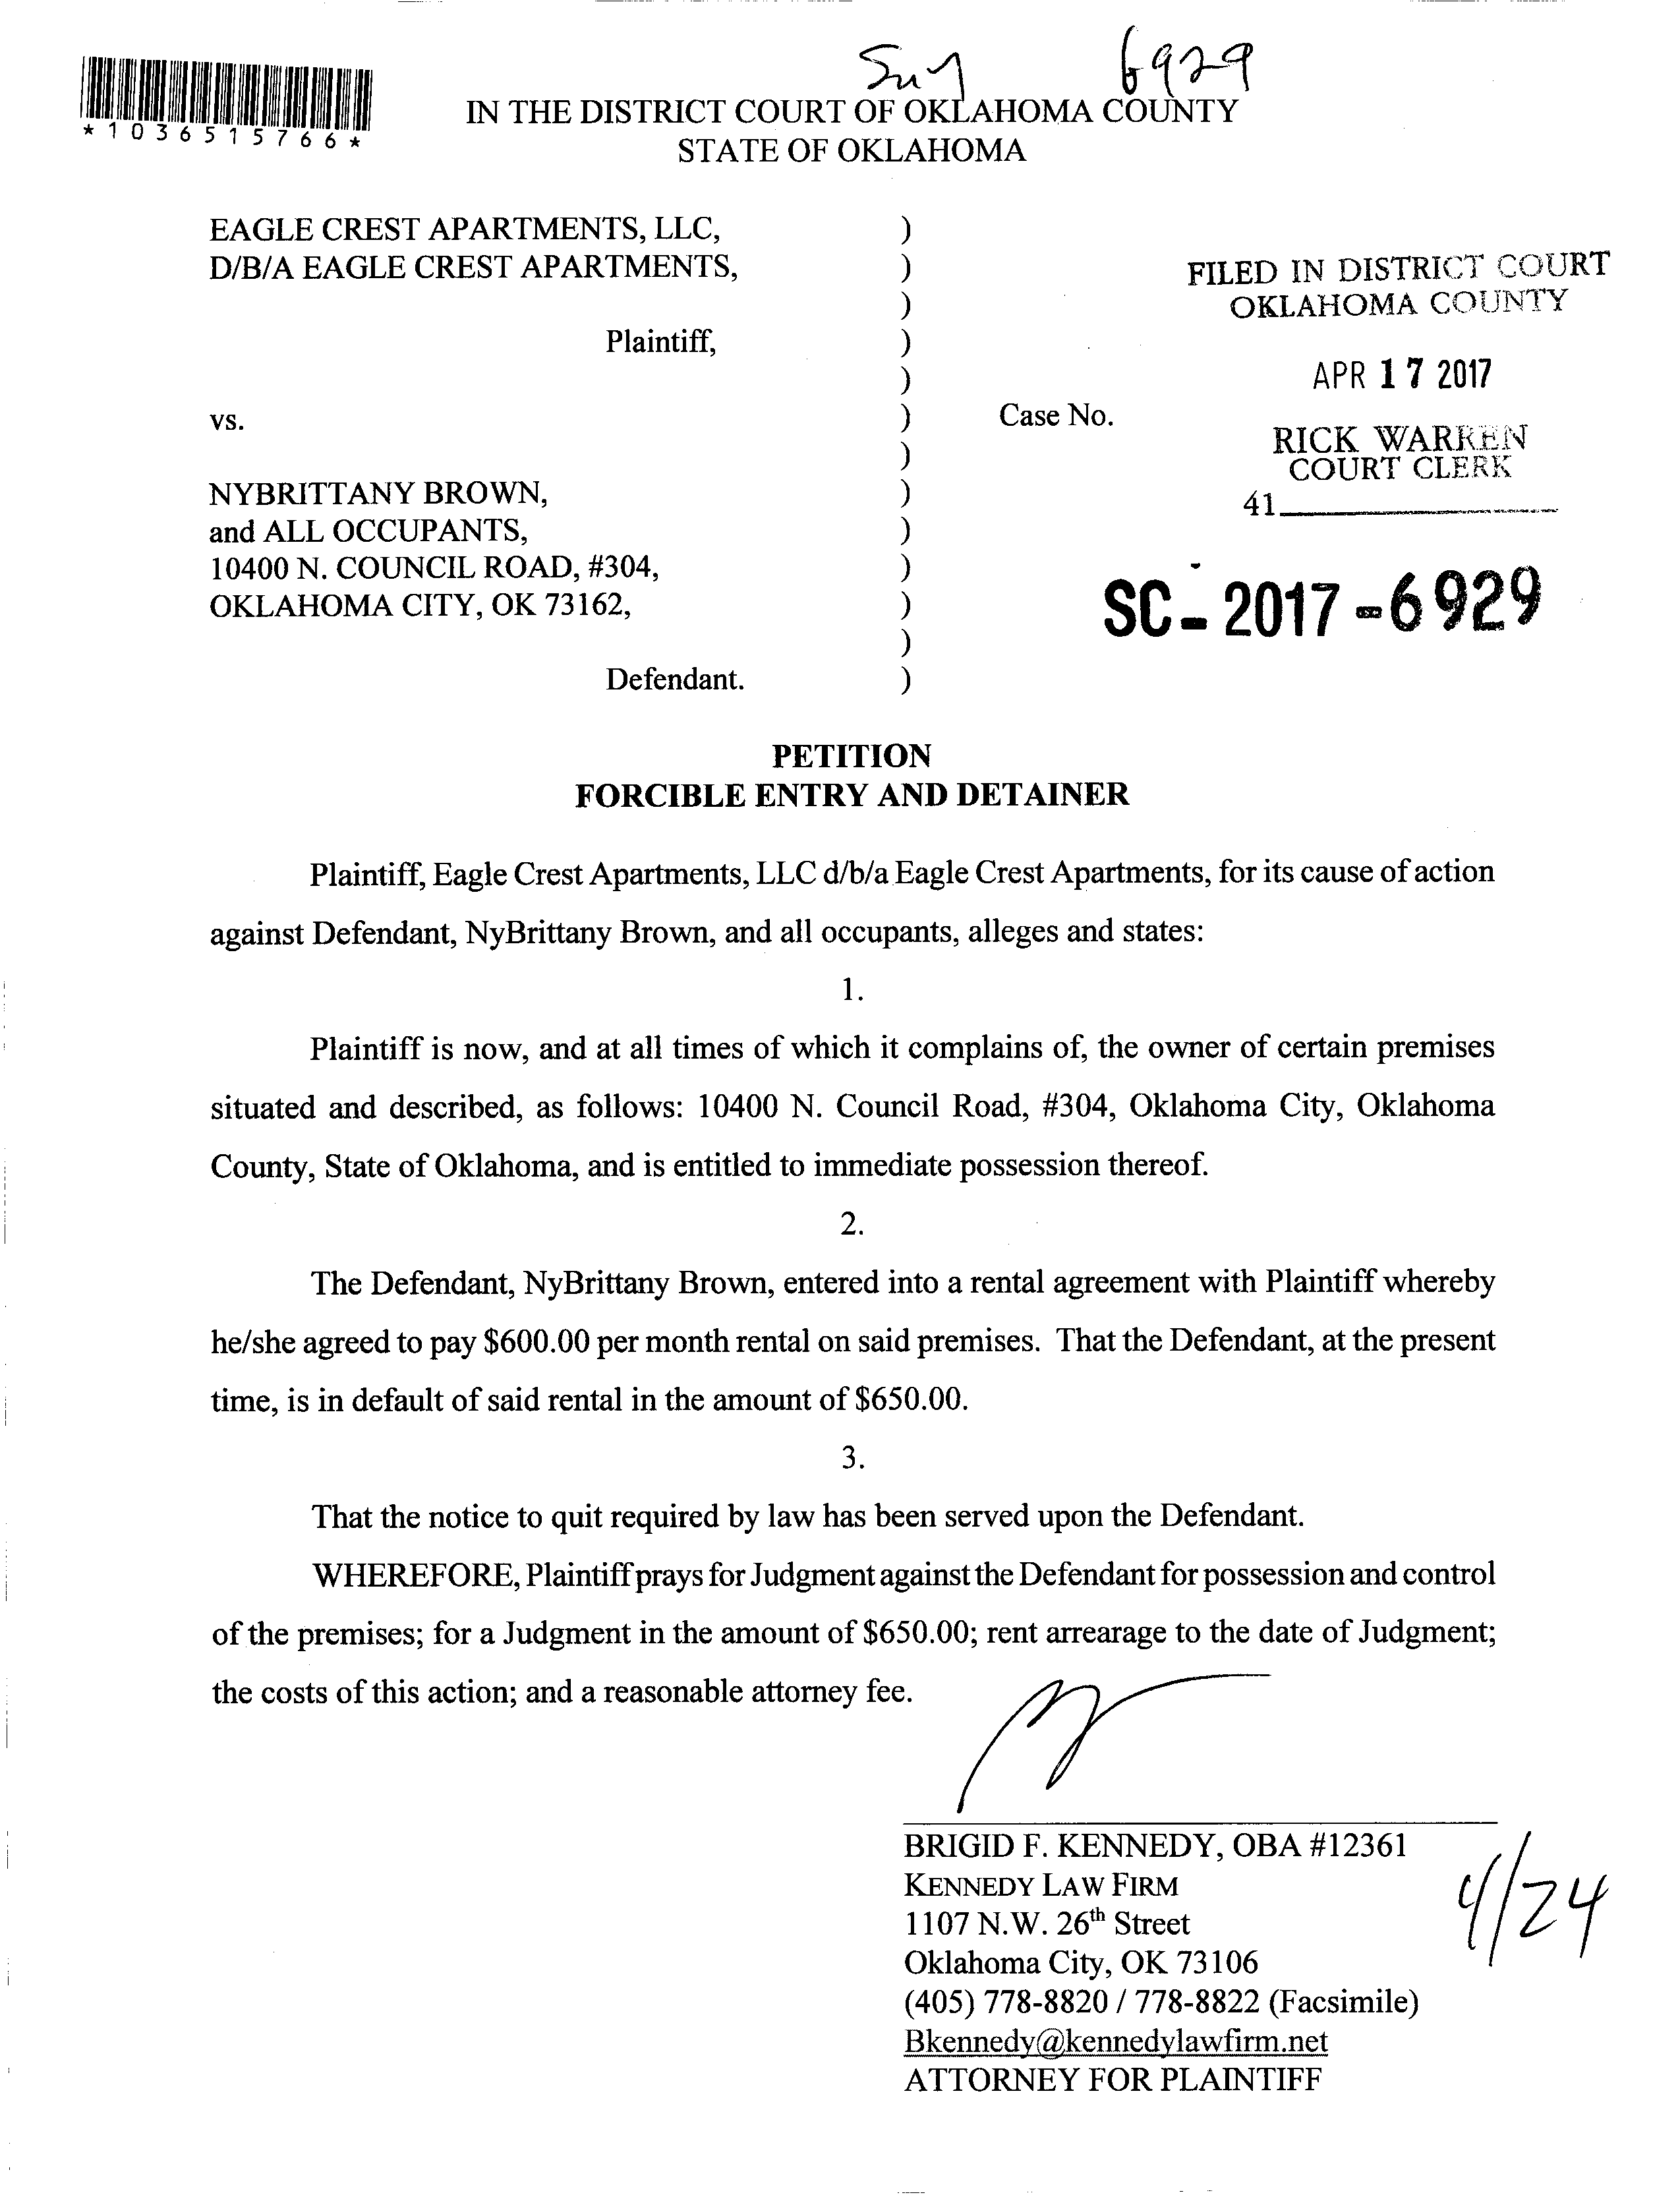 6929
*1036515766*
IN THE DISTRICT COURT OF OKLAHOMA COUNTY
STATE OF OKLAHOMA
EAGLE CREST APARTMENTS, LLC, )
D/B/A EAGLE CREST APARTMENTS, )
)
Plaintiff, )
)
vs. )
)
NYBRITTANY BROWN, )
and ALL OCCUPANTS, )
10400 N. COUNCIL ROAD, #304, )
OKLAHOMA CITY, OK 73162, )
)
Defendant. )
FILED IN DISTRICT COURT
OKLAHOMA COUNTY
APR 17 2017
Case No.
RICK WARREN
COURT CLERK
41
SC-2017-6929
PETITION
FORCIBLE ENTRY AND DETAINER
Plaintiff, Eagle Crest Apartments, LLC d/b/a Eagle Crest Apartments, for its cause of action
against Defendant, NyBrittany Brown, and all occupants, alleges and states:
1.
Plaintiff is now, and at all times of which it complains of, the owner of certain premises
situated and described, as follows: 10400 N. Council Road, #304, Oklahoma City, Oklahoma
County, State of Oklahoma, and is entitled to immediate possession thereof.
2.
The Defendant, NyBrittany Brown, entered into a rental agreement with Plaintiff whereby
he/she agreed to pay $600.00 per month rental on said premises. That the Defendant, at the present
time, is in default of said rental in the amount of $650.00.
3.
That the notice to quit required by law has been served upon the Defendant.
WHEREFORE, Plaintiff prays for Judgment against the Defendant for possession and control
of the premises; for a Judgment in the amount of $650.00; rent arrearage to the date of Judgment;
the costs of this action; and a reasonable attorney fee.
BRIGID F. KENNEDY, OBA #12361
KENNEDY LAW FIRM
1107 N.W. 26th Street
Oklahoma City, OK 73106
(405) 778-8820 / 778-8822 (Facsimile)
Bkennedy@kennedylawfirm.net
ATTORNEY FOR PLAINTIFF
4/24